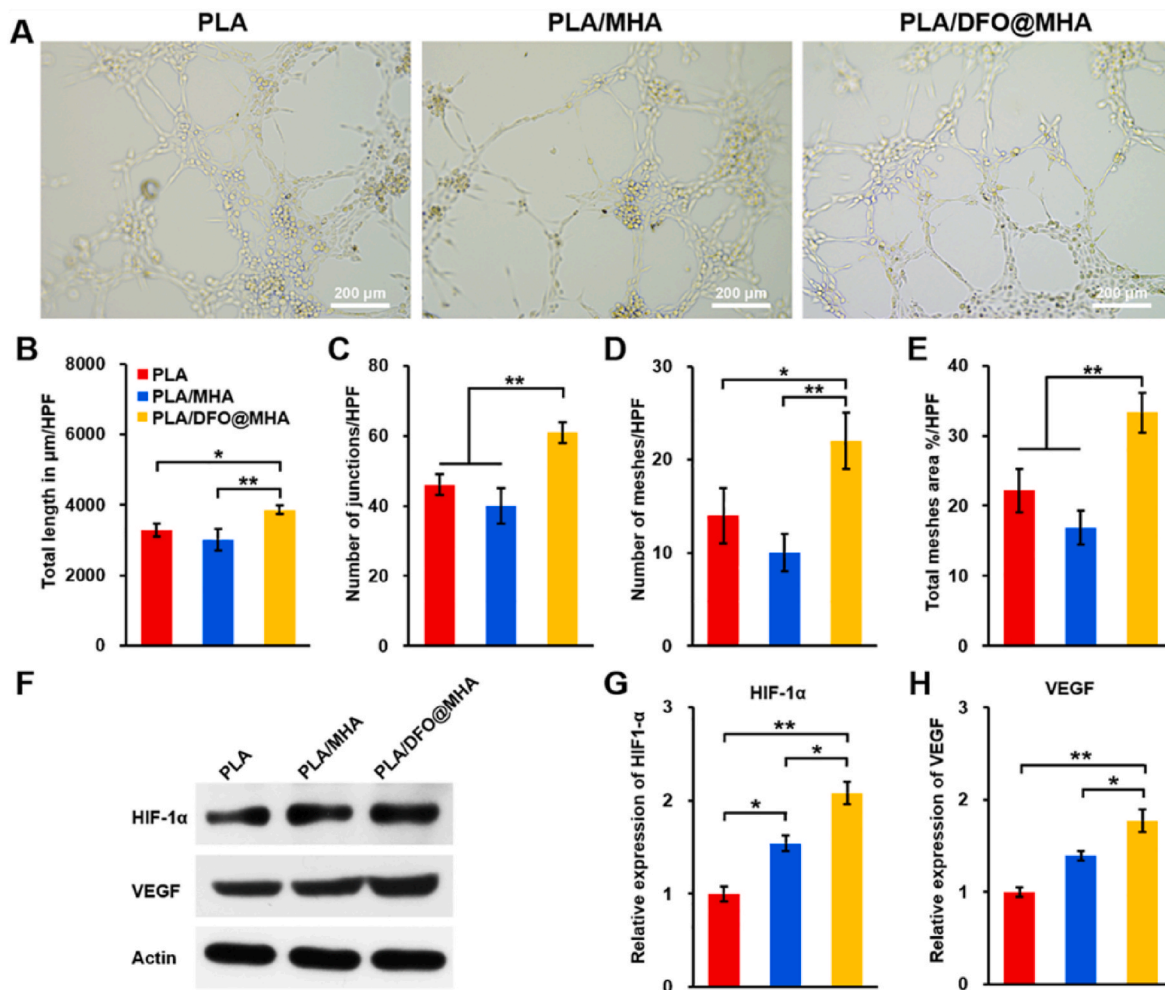 A
PLA
PLA/MHA
PLA/DFO@MHA
200 µm
200 µm
200 µm
B
Total length in µm/HPF
8000
6000
4000
2000
0
PLA
PLA/MHA
PLA/DFO@MHA
*
**
C
Number of junctions/HPF
80
60
40
20
0
**
D
Number of meshes/HPF
30
20
10
0
*
**
E
Total meshes area %/HPF
40
30
20
10
0
**
F
PLA
PLA/MHA
PLA/DFO@MHA
HIF-1α
VEGF
Actin
G
HIF-1α
Relative expression of HIF1-α
3
2
1
0
**
*
*
H
VEGF
Relative expression of VEGF
3
2
1
0
**
*